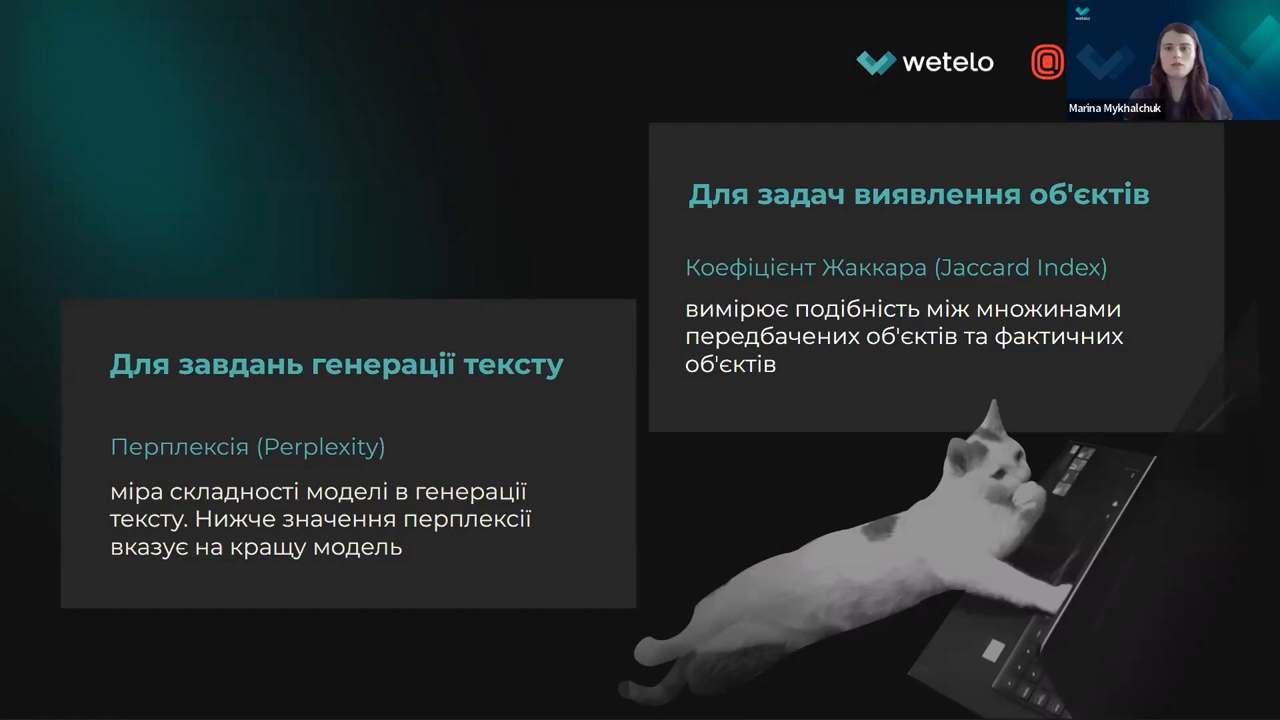 wetelo
wetelo
Marina Mykhalchuk
Для задач виявлення об'єктів
Коефіцієнт Жаккара (Jaccard Index)
вимірює подібність між множинами
передбачених об'єктів та фактичних
об'єктів
Для завдань генерації тексту
Перплексія (Perplexity)
міра складності моделі в генерації
тексту. Нижче значення перплексії
вказує на кращу модель